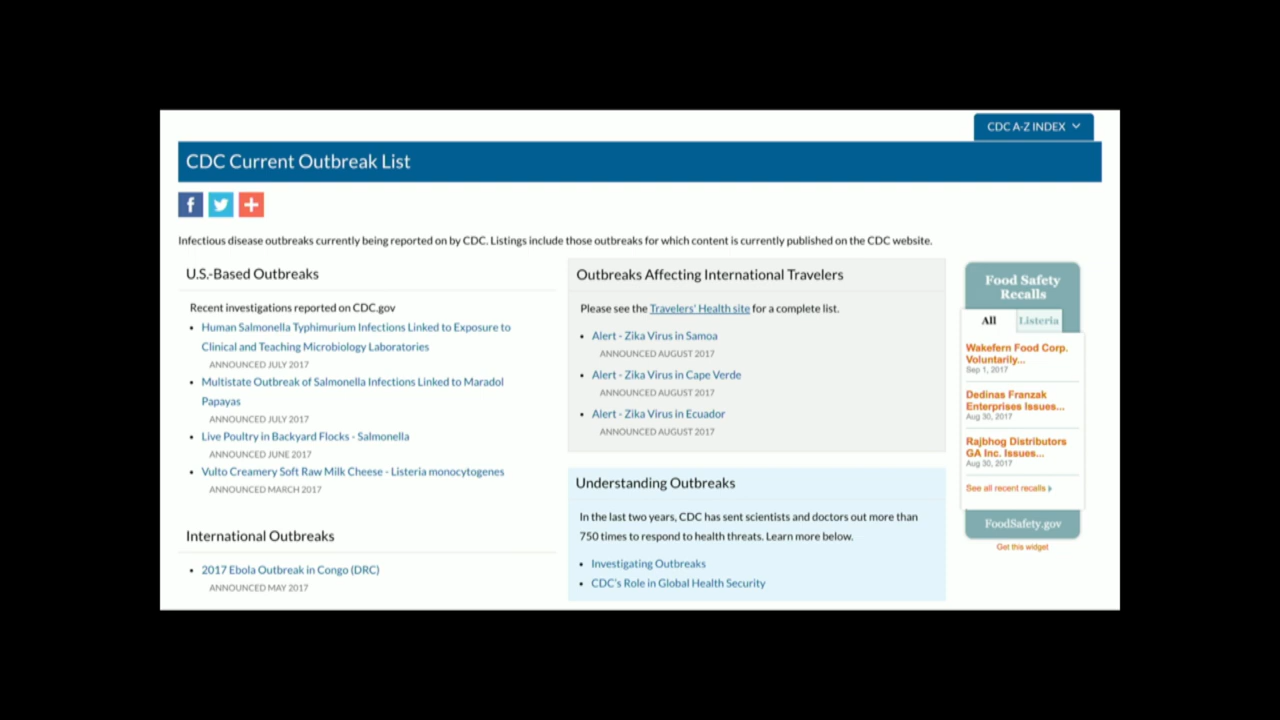 CDC A-Z INDEX
CDC Current Outbreak List
Infectious disease outbreaks currently being reported on by CDC. Listings include those outbreaks for which content is currently published on the CDC website.
U.S.-Based Outbreaks
Recent investigations reported on CDC.gov
• Human Salmonella Typhimurium Infections Linked to Exposure to
Clinical and Teaching Microbiology Laboratories
ANNOUNCED JULY 2017
• Multistate Outbreak of Salmonella Infections Linked to Maradol
Papayas
ANNOUNCED JULY 2017
• Live Poultry in Backyard Flocks - Salmonella
ANNOUNCED JUNE 2017
• Vulto Creamery Soft Raw Milk Cheese - Listeria monocytogenes
ANNOUNCED MARCH 2017
International Outbreaks
• 2017 Ebola Outbreak in Congo (DRC)
ANNOUNCED MAY 2017
Outbreaks Affecting International Travelers
Please see the Travelers' Health site for a complete list.
• Alert - Zika Virus in Samoa
ANNOUNCED AUGUST 2017
• Alert - Zika Virus in Cape Verde
ANNOUNCED AUGUST 2017
• Alert - Zika Virus in Ecuador
ANNOUNCED AUGUST 2017
Understanding Outbreaks
In the last two years, CDC has sent scientists and doctors out more than
750 times to respond to health threats. Learn more below.
• Investigating Outbreaks
• CDC's Role in Global Health Security
Food Safety
Recalls
All Listeria
Wakefern Food Corp.
Voluntarily...
Sep 1, 2017
Dedinas Franzak
Enterprises Issues...
Aug 30, 2017
Rajbhog Distributors
GA Inc. Issues...
Aug 30, 2017
See all recent recalls
FoodSafety.gov
Get this widget